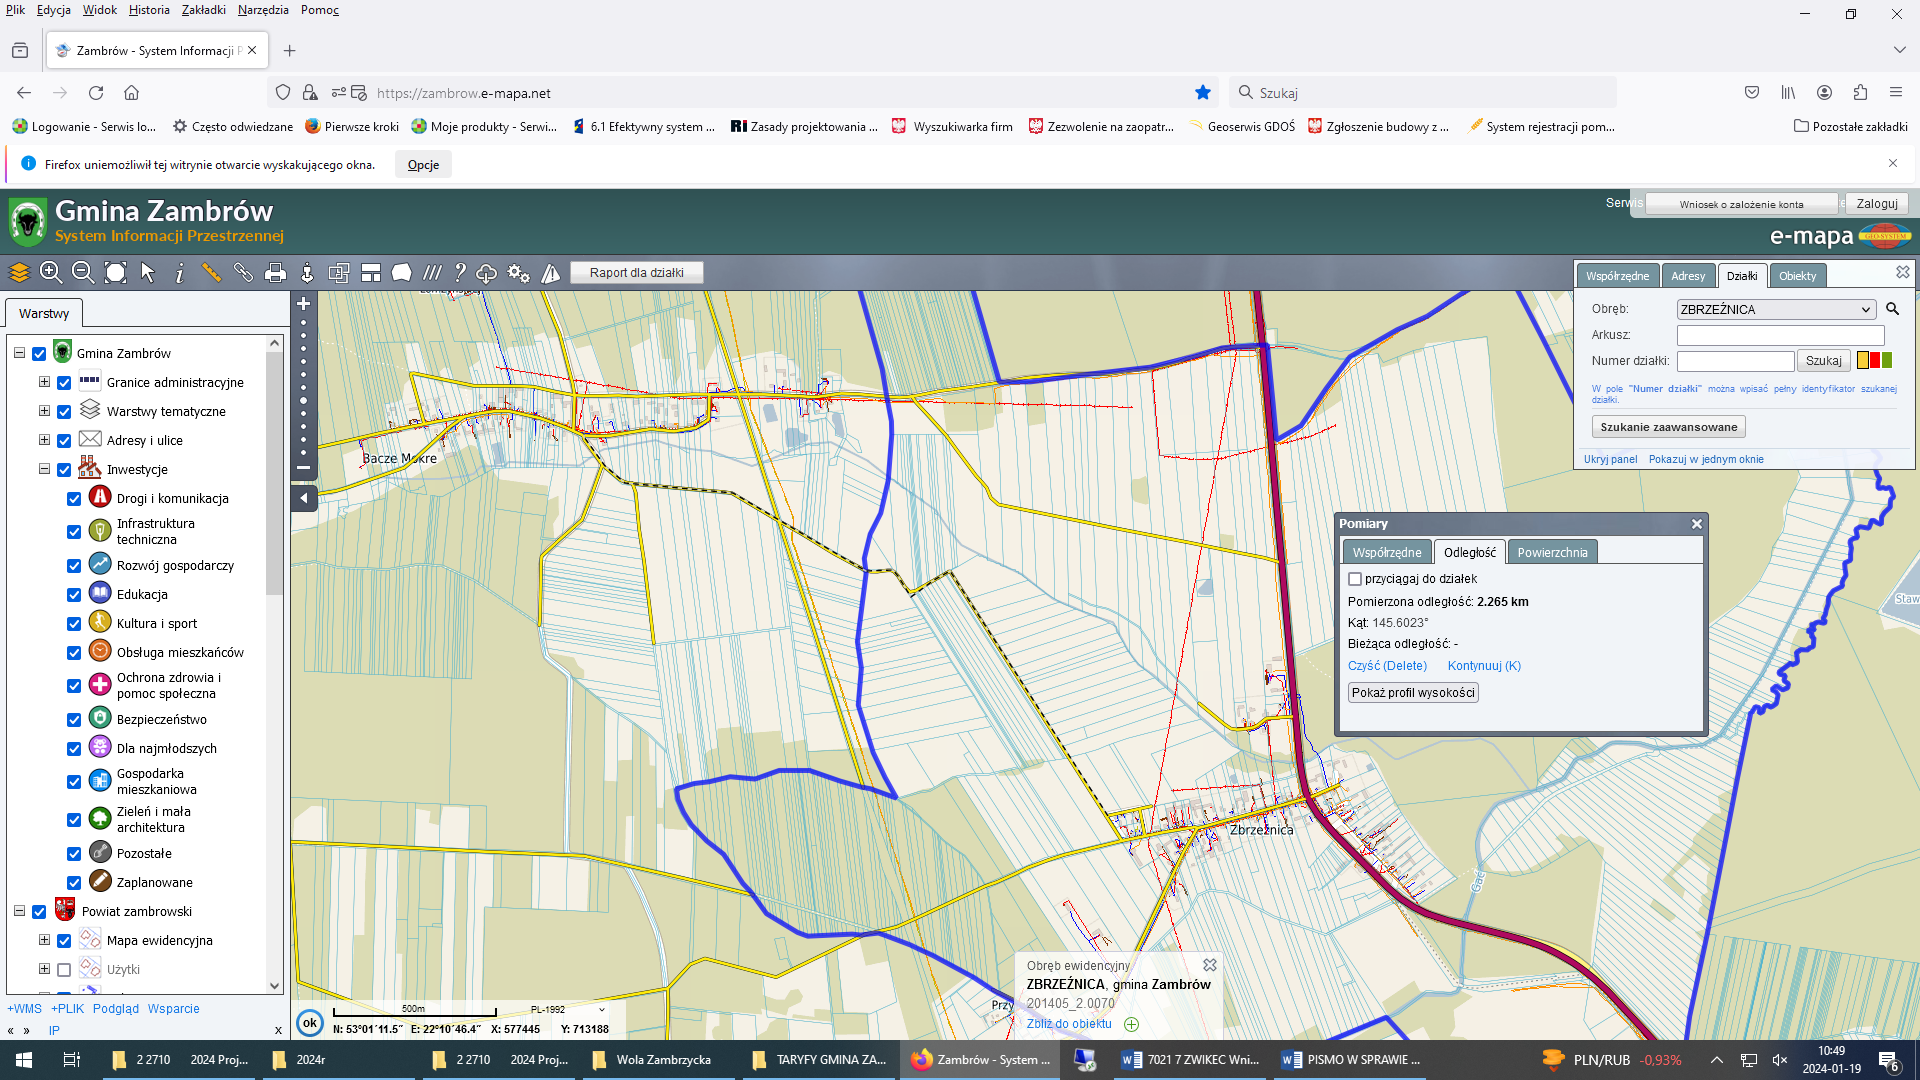 Plik Edycja Widok Historia Zakładki Narzędzia Pomoc
Zambrów - System Informacji P
https://zambrow.e-mapa.net
Szukaj
Logowanie - Serwis lo...
Często odwiedzane
Pierwsze kroki
Moje produkty - Serwi...
6.1 Efektywny system ...
Zasady projektowania ...
Wyszukiwarka firm
Zezwolenie na zaopatr...
Geoserwis GDOŚ
Zgłoszenie budowy z ...
System rejestracji pom...
Pozostałe zakładki
Firefox uniemożliwił tej witrynie otwarcie wyskakującego okna.
Opcje
Gmina Zambrów
System Informacji Przestrzennej
Serwis
Wniosek o założenie konta
Zaloguj
e-mapa
GEO-SYSTEM
Raport dla działki
Współrzędne
Adresy
Działki
Obiekty
Obręb:
ZBRZEŹNICA
Arkusz:
Numer działki:
Szukaj
W pole "Numer działki" można wpisać pełny identyfikator szukanej
działki.
Szukanie zaawansowane
Ukryj panel
Pokazuj w jednym oknie
Warstwy
Gmina Zambrów
Granice administracyjne
Warstwy tematyczne
Adresy i ulice
Inwestycje
Drogi i komunikacja
Infrastruktura
techniczna
Rozwój gospodarczy
Edukacja
Kultura i sport
Obsługa mieszkańców
Ochrona zdrowia i
pomoc społeczna
Bezpieczeństwo
Dla najmłodszych
Gospodarka
mieszkaniowa
Zieleń i mała
architektura
Pozostałe
Zaplanowane
Powiat zambrowski
Mapa ewidencyjna
Użytki
+WMS +PLIK Podgląd Wsparcie
« » IP x
Bacze Mokre
Pomiary
Współrzędne
Odległość
Powierzchnia
przyciągaj do działek
Pomierzona odległość: 2.265 km
Kąt: 145.6023°
Bieżąca odległość: -
Czyść (Delete)
Kontynuuj (K)
Pokaż profil wysokości
Staw
Zbrzeźnica
Gać
Obręb ewidencyjny
ZBRZEŹNICA, gmina Zambrów
201405_2.0070
Zbliż do obiektu
Przy
ok
500m
PL-1992
N: 53°01'11.5" E: 22°10'46.4" X: 577445 Y: 713188
2 2710 2024 Proj...
2024r
2 2710 2024 Proj...
Wola Zambrzycka
TARYFY GMINA ZA...
Zambrów - System ...
7021 7 ZWIKEC Wni...
PISMO W SPRAWIE ...
PLN/RUB -0,93%
10:49
2024-01-19
6